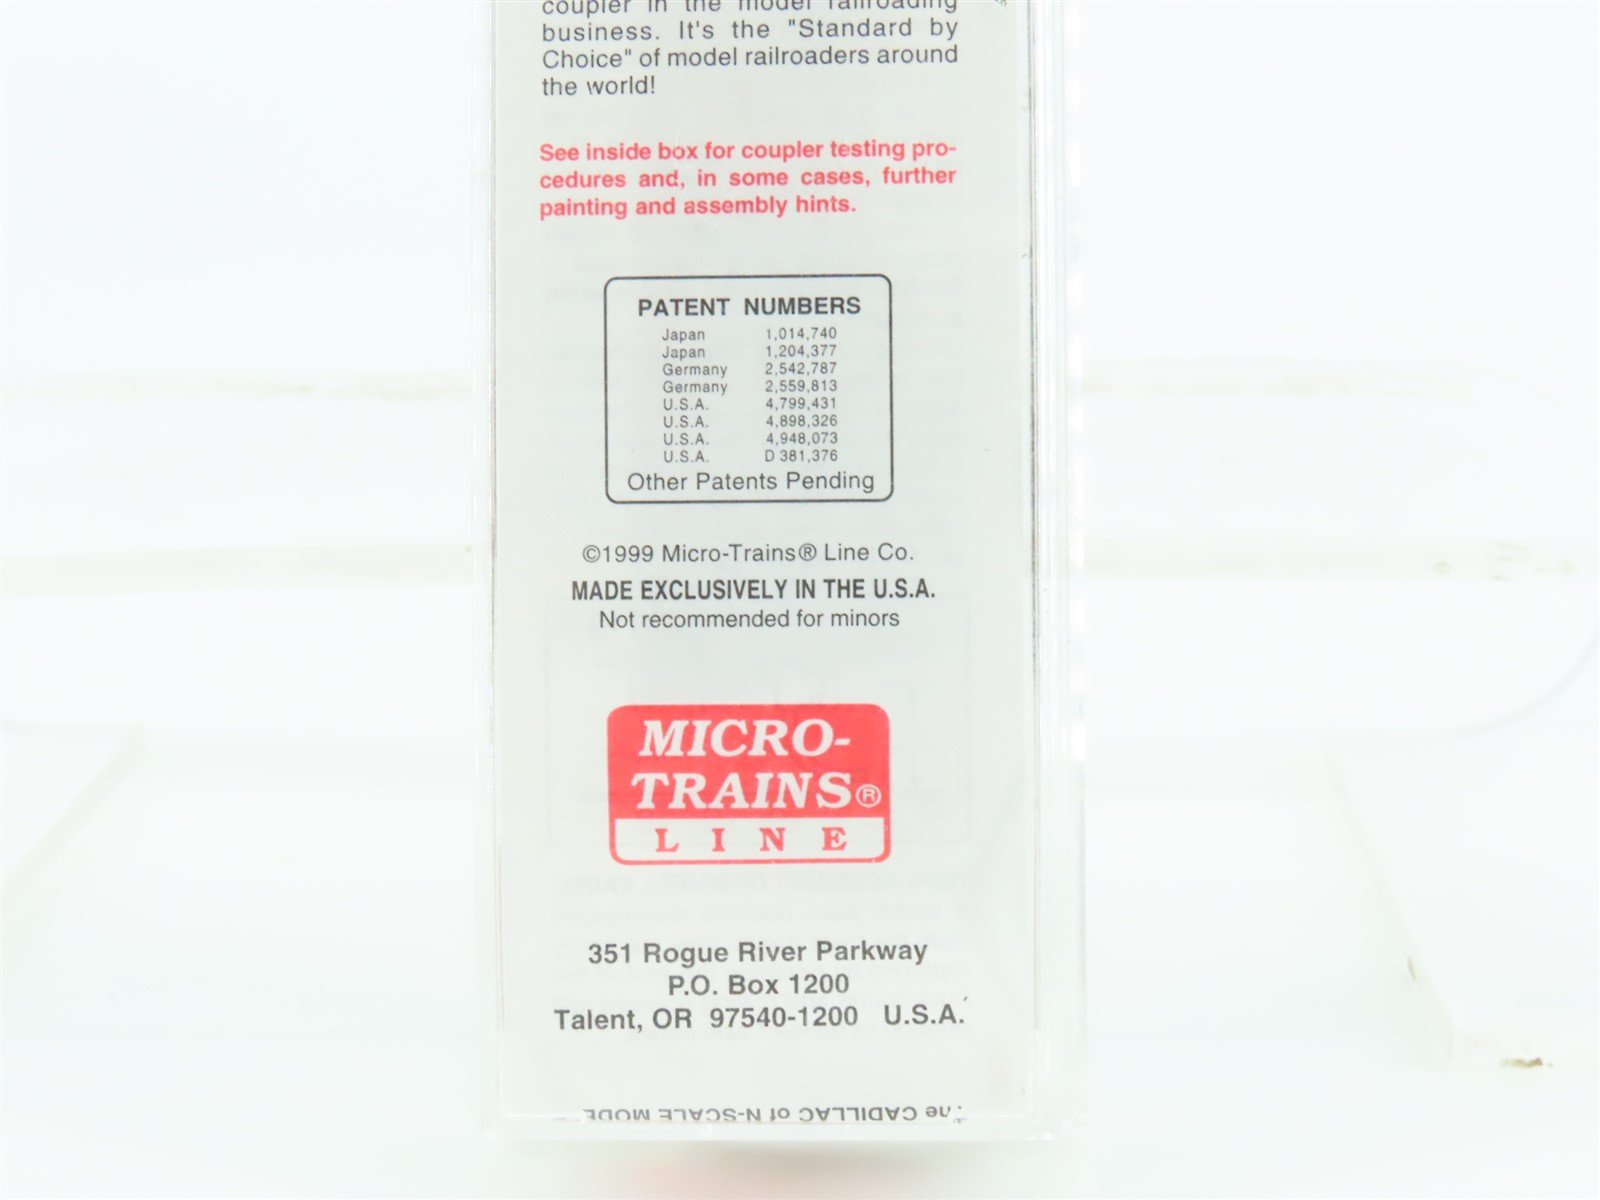 coupler in the model railroading
business. It's the "Standard by
Choice" of model railroaders around
the world!
See inside box for coupler testing pro-
cedures and, in some cases, further
painting and assembly hints.
PATENT NUMBERS
Japan 1,014,740
Japan 1,204,377
Germany 2,542,787
Germany 2,559,813
U.S.A. 4,799,431
U.S.A. 4,898,326
U.S.A. 4,948,073
U.S.A. D 381,376
Other Patents Pending
©1999 Micro-Trains® Line Co.
MADE EXCLUSIVELY IN THE U.S.A.
Not recommended for minors
MICRO-
TRAINS®
LINE
351 Rogue River Parkway
P.O. Box 1200
Talent, OR 97540-1200 U.S.A.
The CADILLAC of N-SCALE